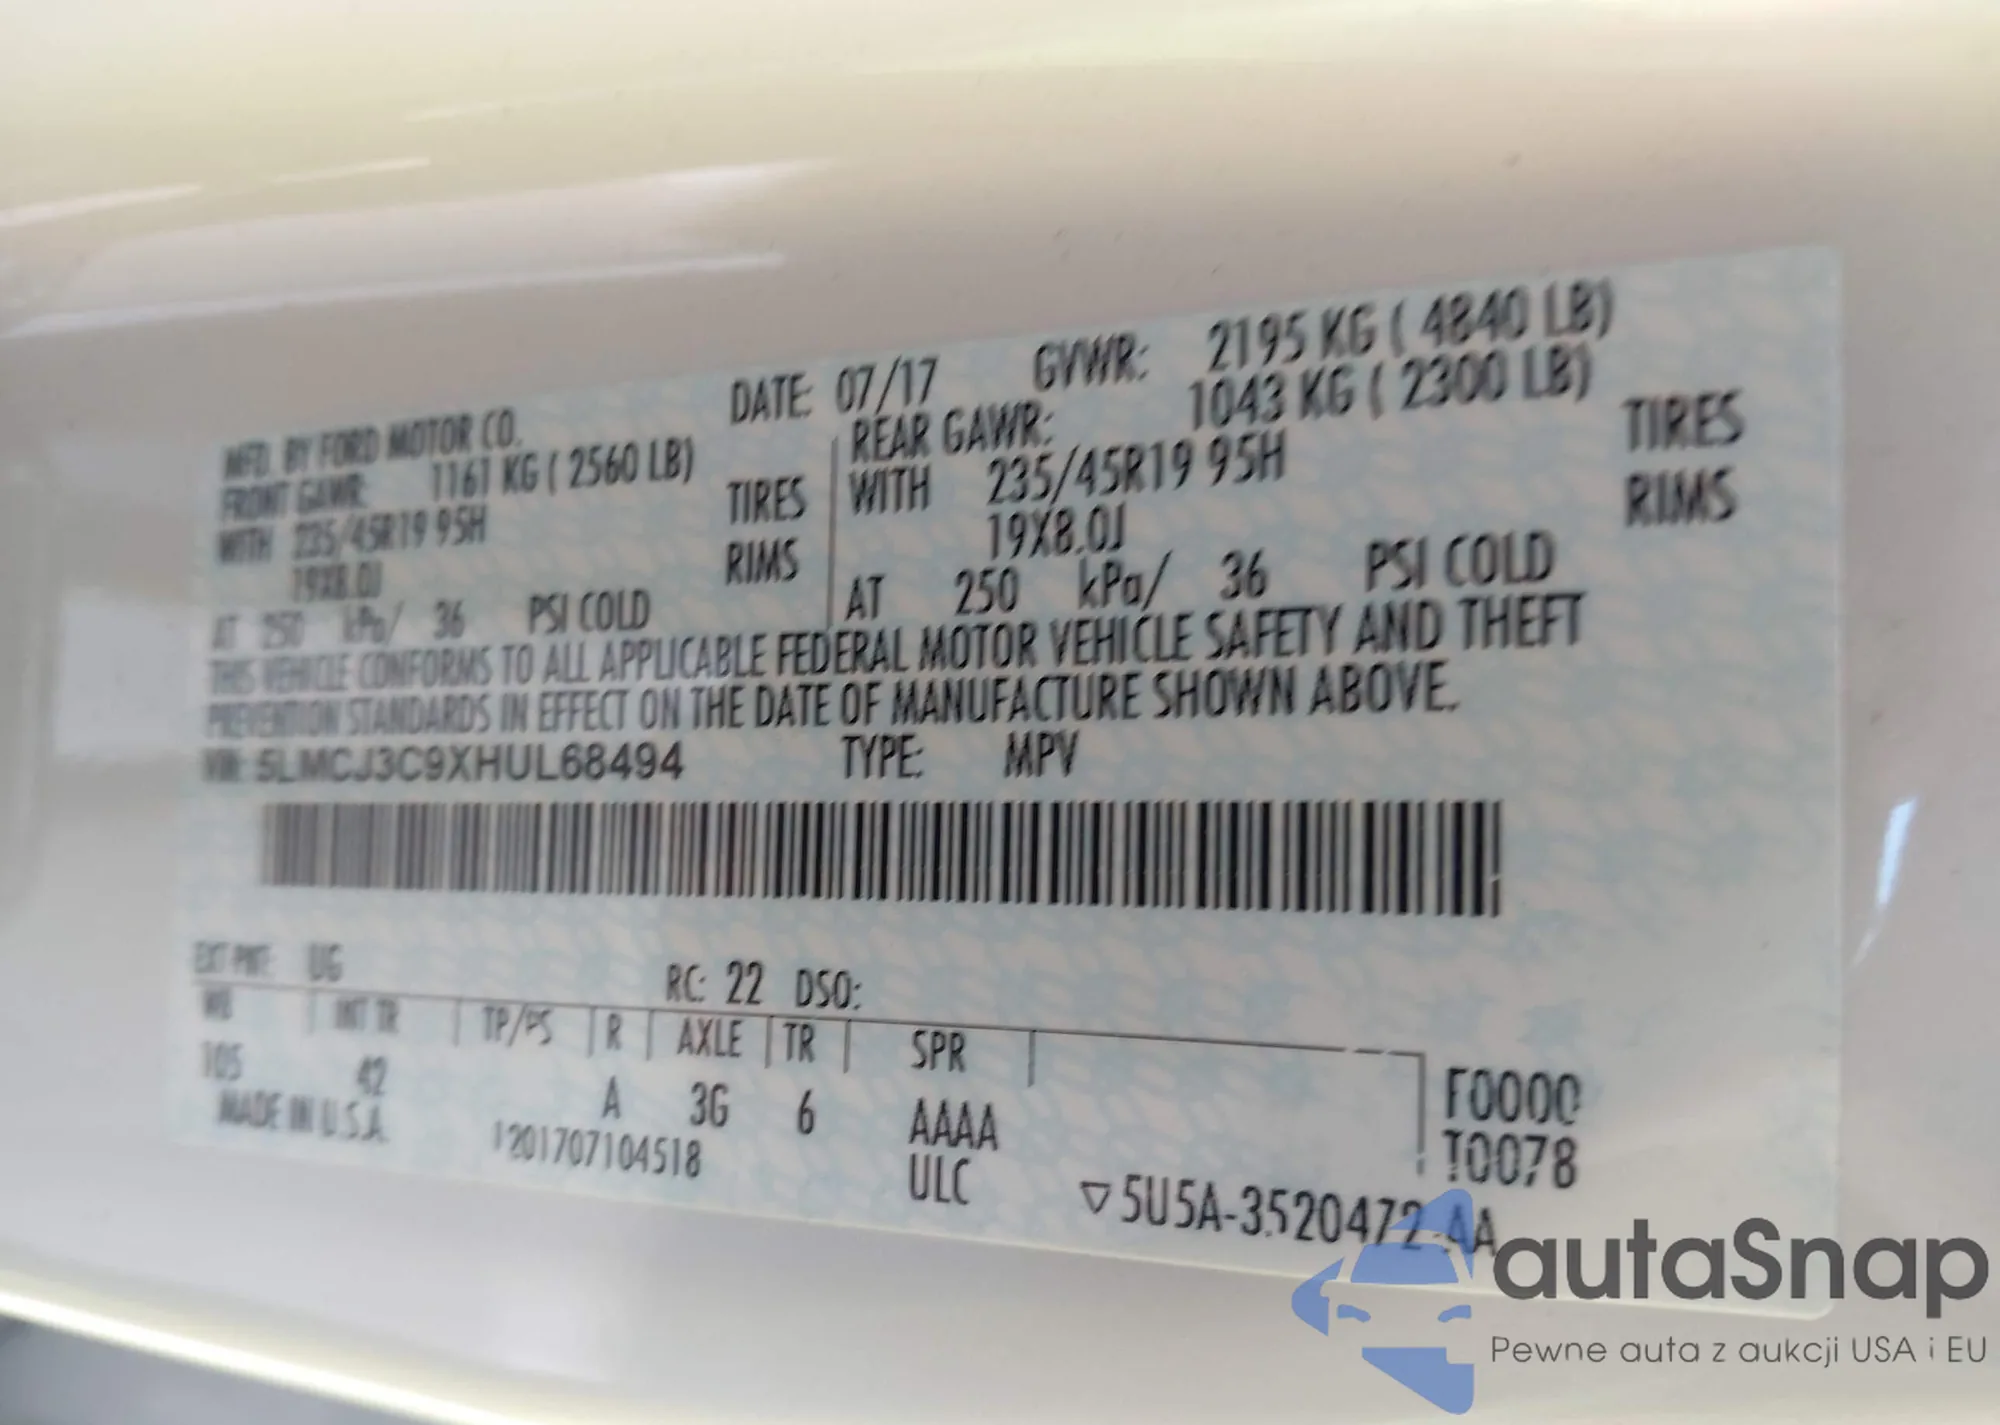 MFD. BY FORD MOTOR CO.
DATE: 07/17 GVWR: 2195 KG ( 4840 LB)
FRONT GAWR: 1161 KG ( 2560 LB) REAR GAWR: 1043 KG ( 2300 LB)
WITH 235/45R19 95H TIRES WITH 235/45R19 95H TIRES
19X8.0J RIMS 19X8.0J RIMS
AT 250 kPa/ 36 PSI COLD AT 250 kPa/ 36 PSI COLD
THIS VEHICLE CONFORMS TO ALL APPLICABLE FEDERAL MOTOR VEHICLE SAFETY AND THEFT
PREVENTION STANDARDS IN EFFECT ON THE DATE OF MANUFACTURE SHOWN ABOVE.
VIN: 5LMCJ3C9XHUL68494 TYPE: MPV
EXT PNT: UG RC: 22 DSO:
WB INT TR TP/PS R AXLE TR SPR
105 42 A 3G 6 AAAA F0000
MADE IN U.S.A. 1201707104518 ULC T0078
▽5U5A-3520472-AA
autaSnap
Pewne auta z aukcji USA i EU